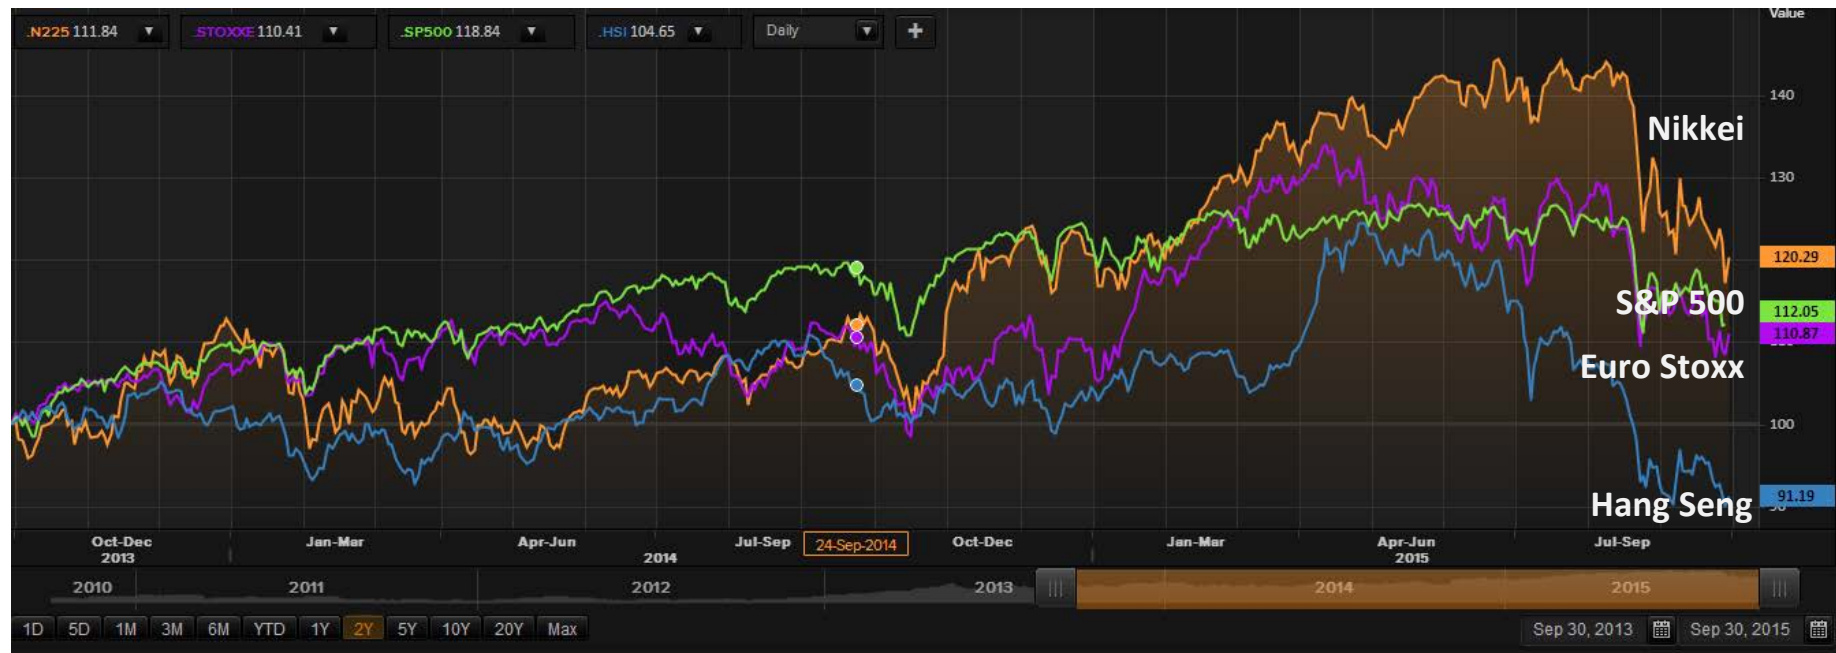 Value
.N225 111.84 .STOXXE 110.41 .SP500 118.84 .HSI 104.65 Daily
140
Nikkei
130
120.29
S&P 500
112.05
110.87
Euro Stoxx
100
91.19
Hang Seng
Oct-Dec Jan-Mar Apr-Jun Jul-Sep 24-Sep-2014 Oct-Dec Jan-Mar Apr-Jun Jul-Sep
2013 2014 2015
2010 2011 2012 2013 2014 2015
1D 5D 1M 3M 6M YTD 1Y 2Y 5Y 10Y 20Y Max Sep 30, 2013 Sep 30, 2015